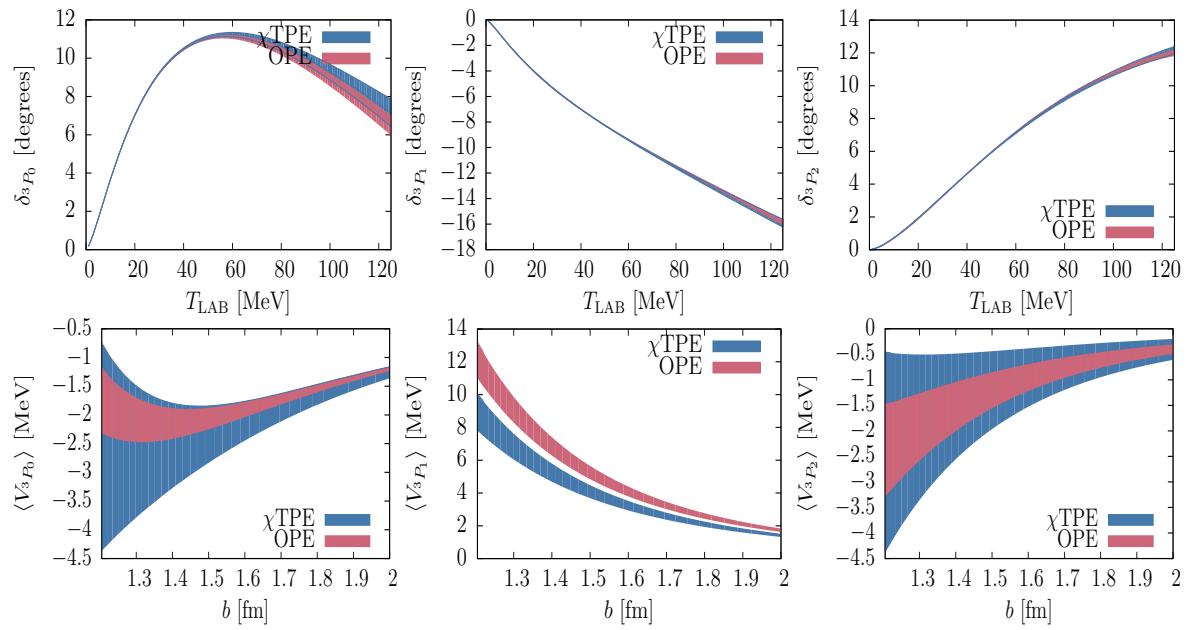 δ³P₀ [degrees]
12
10
8
6
4
2
0
χTPE
OPE
0 20 40 60 80 100 120
T_LAB [MeV]
δ³P₁ [degrees]
0
−2
−4
−6
−8
−10
−12
−14
−16
−18
χTPE
OPE
0 20 40 60 80 100 120
T_LAB [MeV]
δ³P₂ [degrees]
14
12
10
8
6
4
2
0
χTPE
OPE
0 20 40 60 80 100 120
T_LAB [MeV]
⟨V³P₀⟩ [MeV]
−0.5
−1
−1.5
−2
−2.5
−3
−3.5
−4
−4.5
χTPE
OPE
1.3 1.4 1.5 1.6 1.7 1.8 1.9 2
b [fm]
⟨V³P₁⟩ [MeV]
14
12
10
8
6
4
2
0
χTPE
OPE
1.3 1.4 1.5 1.6 1.7 1.8 1.9 2
b [fm]
⟨V³P₂⟩ [MeV]
0
−0.5
−1
−1.5
−2
−2.5
−3
−3.5
−4
−4.5
χTPE
OPE
1.3 1.4 1.5 1.6 1.7 1.8 1.9 2
b [fm]